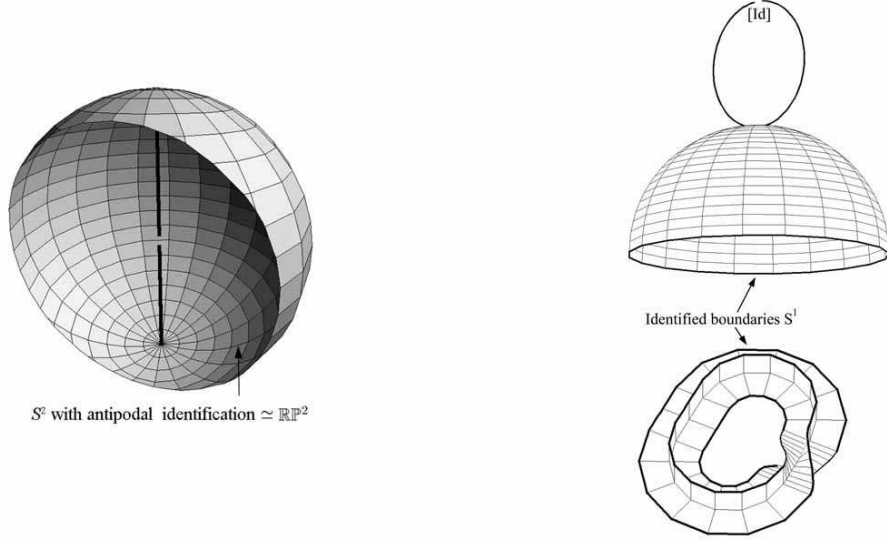 [Id]
Identified boundaries S¹
S² with antipodal identification ≃ ℝℙ²